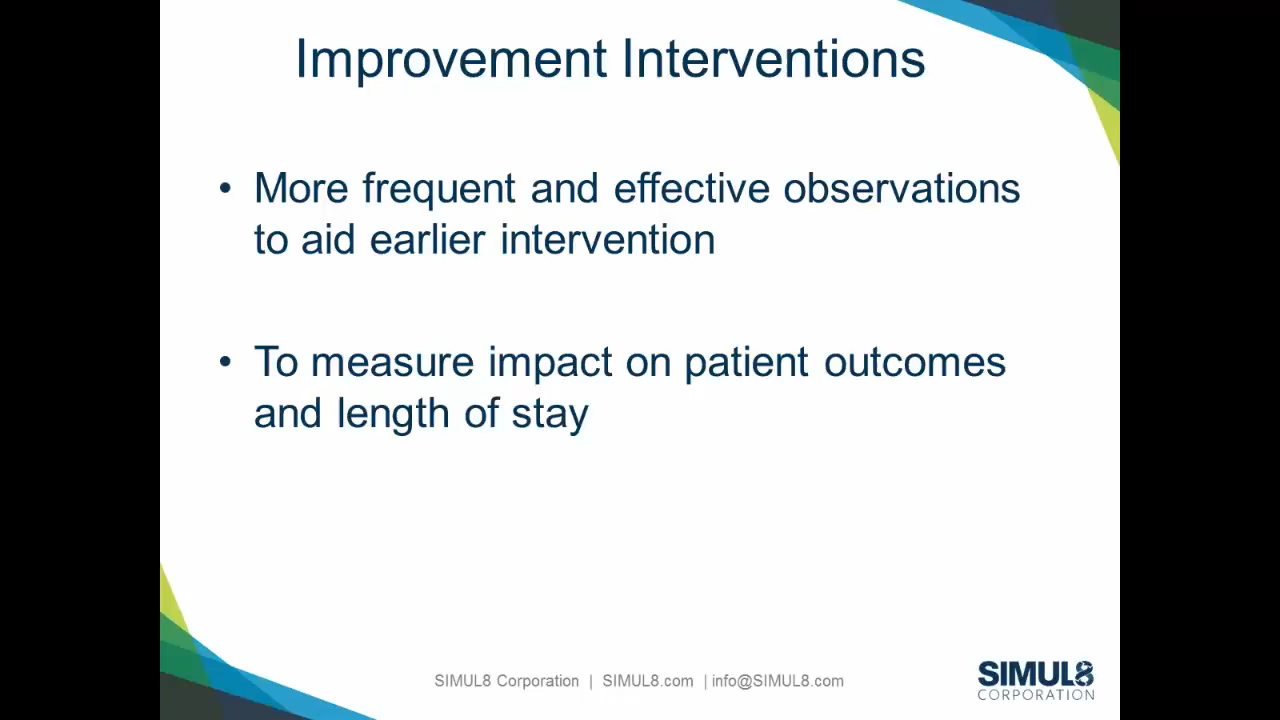 Improvement Interventions
• More frequent and effective observations
to aid earlier intervention
• To measure impact on patient outcomes
and length of stay
SIMUL8 Corporation | SIMUL8.com | info@SIMUL8.com
SIMUL8
CORPORATION